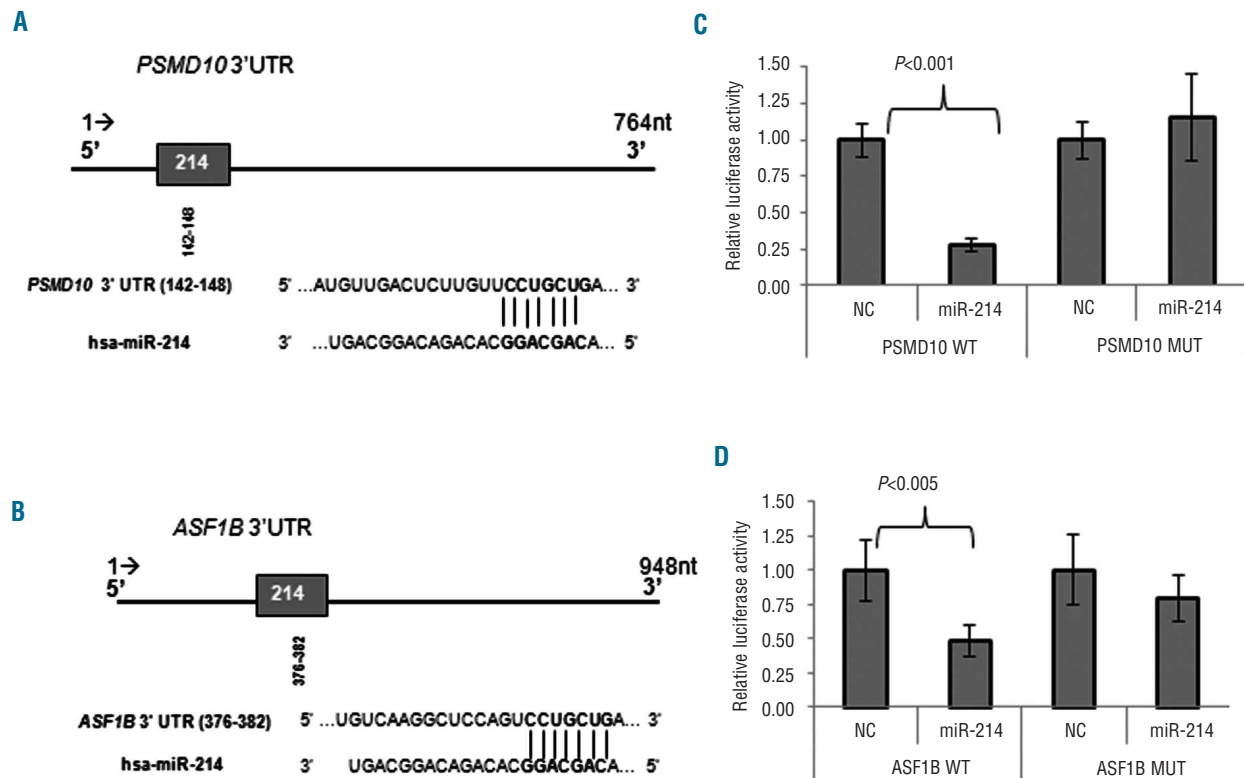 A
PSMD10 3'UTR
1→
764nt
5'
3'
214
142-148
PSMD10 3' UTR (142-148) 5' ...AUGUUGACUCUUGUUCCUGCUGA... 3'
hsa-miR-214 3' ...UGACGGACAGACACGGACGACA... 5'
B
ASF1B 3'UTR
1→
948nt
5'
3'
214
376-382
ASF1B 3' UTR (376-382) 5' ...UGUCAAGGCUCCAGUCCUGCUGA... 3'
hsa-miR-214 3' UGACGGACAGACACGGACGACA... 5'
C
Relative luciferase activity
1.50
1.25
1.00
0.75
0.50
0.25
0.00
P<0.001
NC miR-214 NC miR-214
PSMD10 WT PSMD10 MUT
D
Relative luciferase activity
1.50
1.25
1.00
0.75
0.50
0.25
0.00
P<0.005
NC miR-214 NC miR-214
ASF1B WT ASF1B MUT